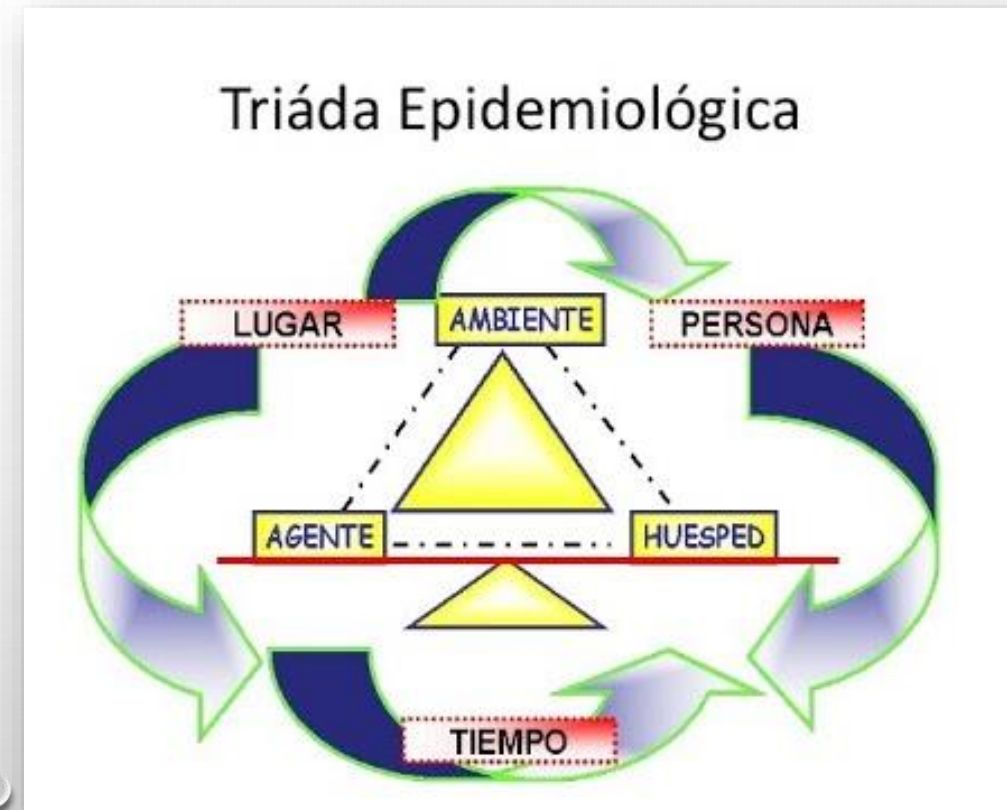 Triáda Epidemiológica
LUGAR
AMBIENTE
PERSONA
AGENTE
HUESPED
TIEMPO